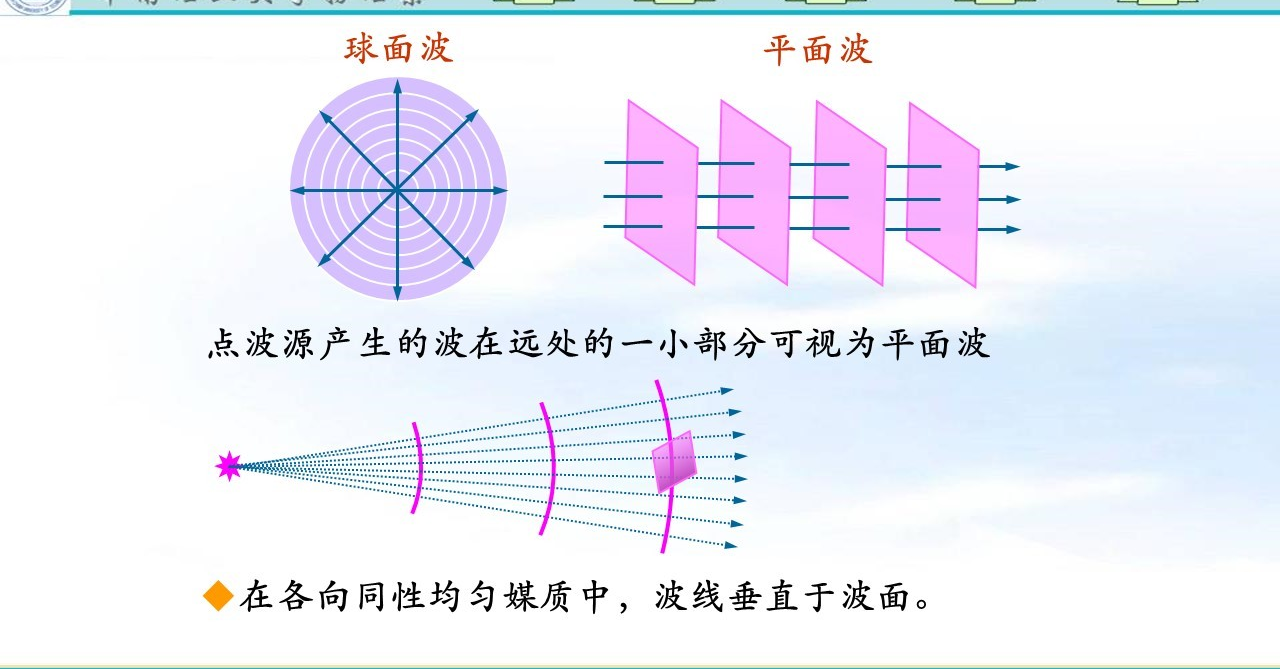 球面波
平面波
点波源产生的波在远处的一小部分可视为平面波
在各向同性均匀媒质中，波线垂直于波面。